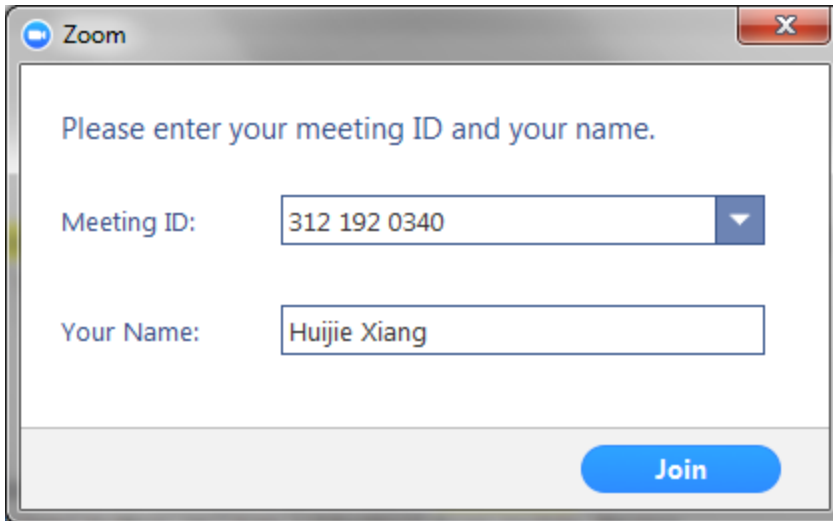 Zoom
Please enter your meeting ID and your name.
Meeting ID: 312 192 0340
Your Name: Huijie Xiang
Join